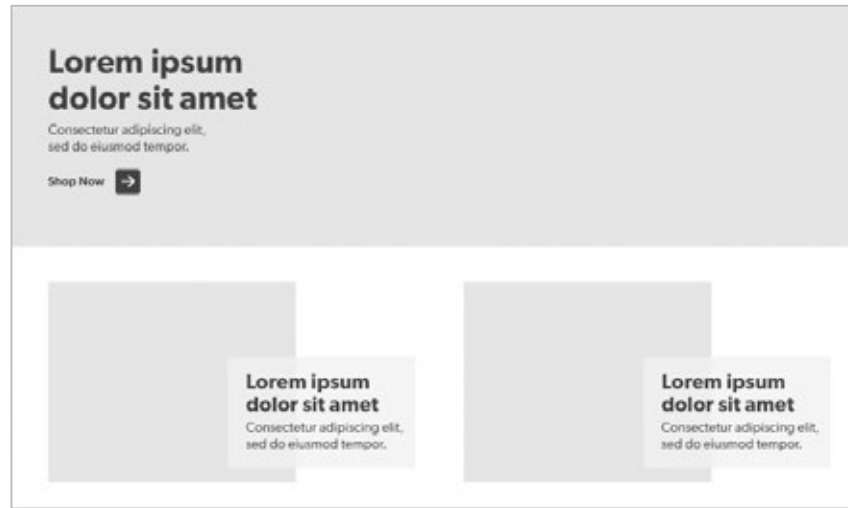 Lorem ipsum
dolor sit amet
Consectetur adipiscing elit,
sed do eiusmod tempor.
Shop Now
Lorem ipsum
dolor sit amet
Consectetur adipiscing elit,
sed do eiusmod tempor.
Lorem ipsum
dolor sit amet
Consectetur adipiscing elit,
sed do eiusmod tempor.